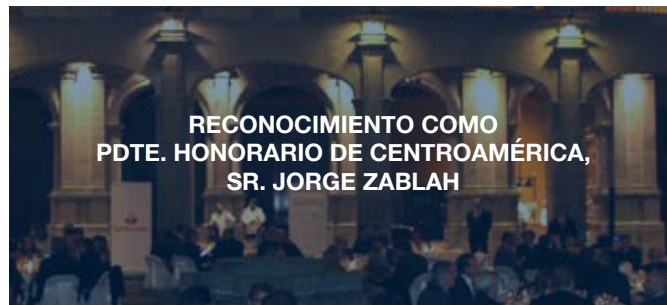 RECONOCIMIENTO COMO
PDTE. HONORARIO DE CENTROAMÉRICA,
SR. JORGE ZABLAH